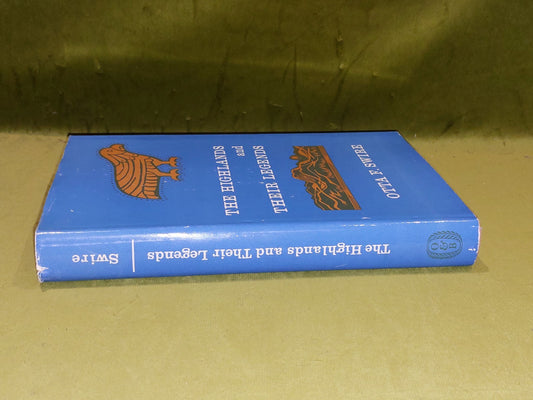 THE HIGHLANDS
and
THEIR LEGENDS
OTTA F. SWIRE
The Highlands and Their Legends
Swire
O & B